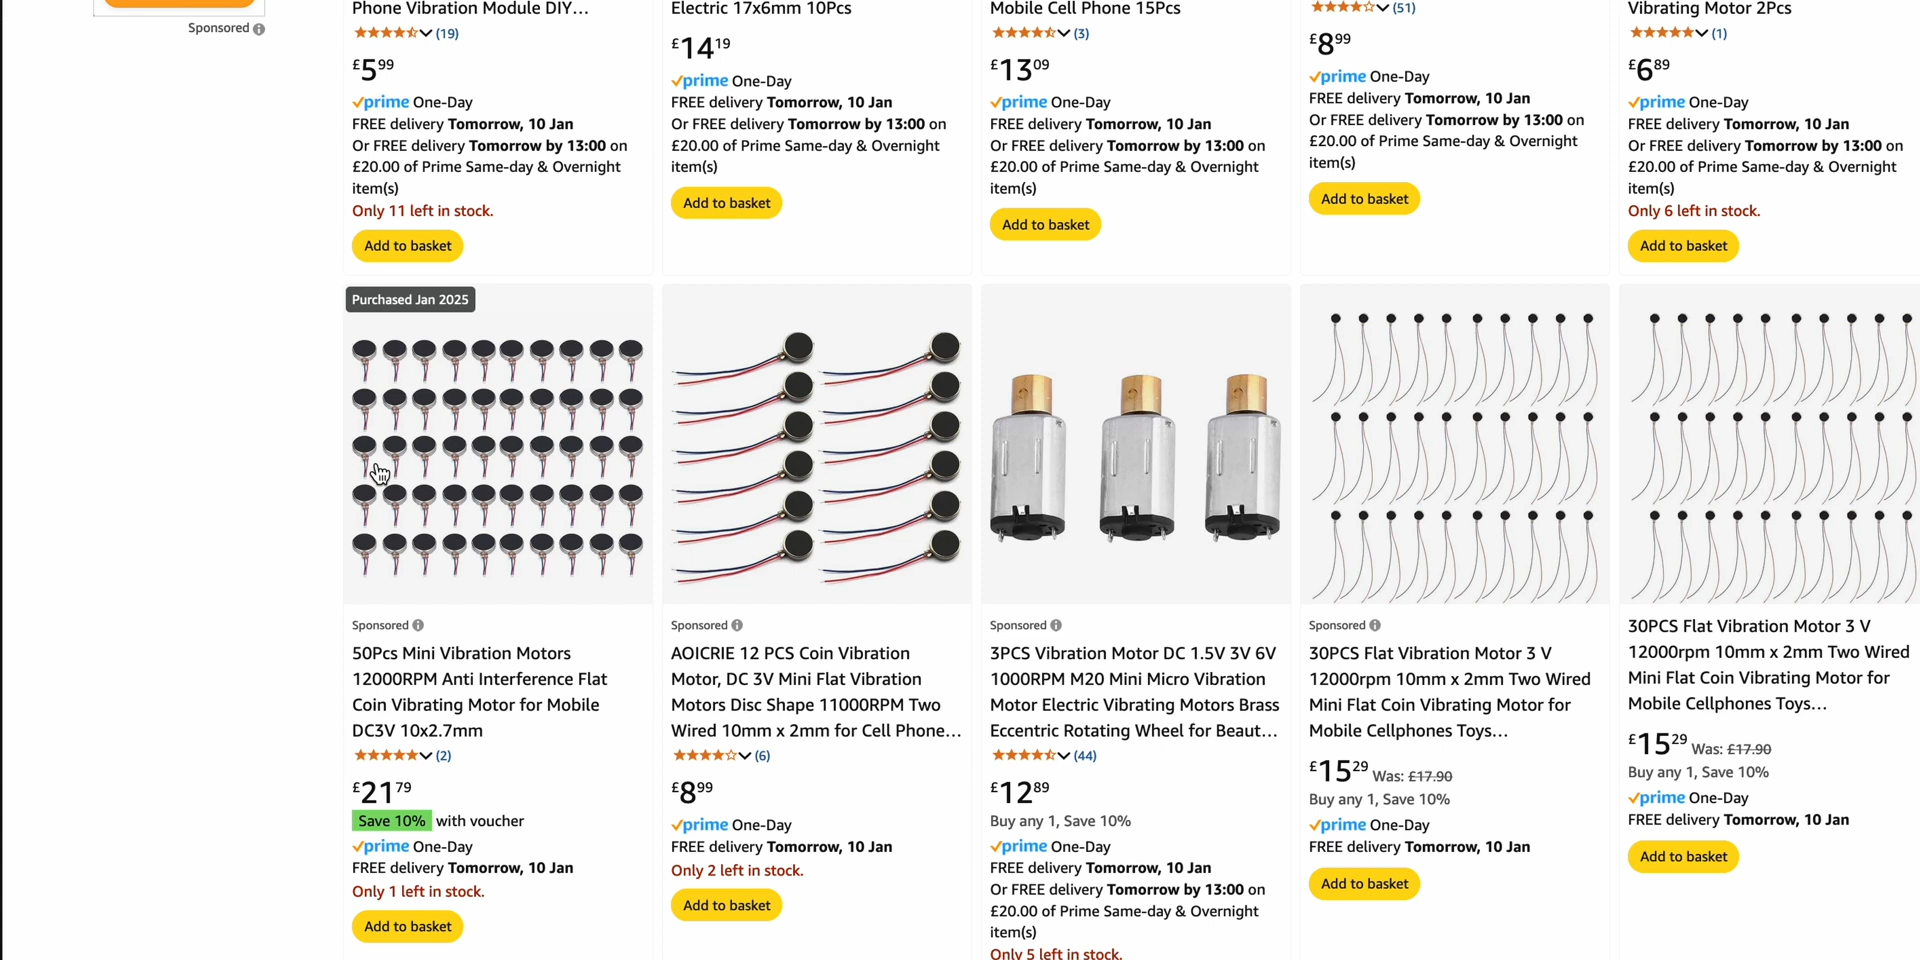 Sponsored
Phone Vibration Module DIY…
(19)
£5.99
prime One-Day
FREE delivery Tomorrow, 10 Jan
Or FREE delivery Tomorrow by 13:00 on
£20.00 of Prime Same-day & Overnight
item(s)
Only 11 left in stock.
Add to basket
Electric 17x6mm 10Pcs
£14.19
prime One-Day
FREE delivery Tomorrow, 10 Jan
Or FREE delivery Tomorrow by 13:00 on
£20.00 of Prime Same-day & Overnight
item(s)
Add to basket
Mobile Cell Phone 15Pcs
(3)
£13.09
prime One-Day
FREE delivery Tomorrow, 10 Jan
Or FREE delivery Tomorrow by 13:00 on
£20.00 of Prime Same-day & Overnight
item(s)
Add to basket
(51)
£8.99
prime One-Day
FREE delivery Tomorrow, 10 Jan
Or FREE delivery Tomorrow by 13:00 on
£20.00 of Prime Same-day & Overnight
item(s)
Add to basket
Vibrating Motor 2Pcs
(1)
£6.89
prime One-Day
FREE delivery Tomorrow, 10 Jan
Or FREE delivery Tomorrow by 13:00 on
£20.00 of Prime Same-day & Overnight
item(s)
Only 6 left in stock.
Add to basket
Purchased Jan 2025
Sponsored
50Pcs Mini Vibration Motors
12000RPM Anti Interference Flat
Coin Vibrating Motor for Mobile
DC3V 10x2.7mm
(2)
£21.79
Save 10% with voucher
prime One-Day
FREE delivery Tomorrow, 10 Jan
Only 1 left in stock.
Add to basket
Sponsored
AOICRIE 12 PCS Coin Vibration
Motor, DC 3V Mini Flat Vibration
Motors Disc Shape 11000RPM Two
Wired 10mm x 2mm for Cell Phone…
(6)
£8.99
prime One-Day
FREE delivery Tomorrow, 10 Jan
Only 2 left in stock.
Add to basket
Sponsored
3PCS Vibration Motor DC 1.5V 3V 6V
1000RPM M20 Mini Micro Vibration
Motor Electric Vibrating Motors Brass
Eccentric Rotating Wheel for Beaut…
(44)
£12.89
Buy any 1, Save 10%
prime One-Day
FREE delivery Tomorrow, 10 Jan
Or FREE delivery Tomorrow by 13:00 on
£20.00 of Prime Same-day & Overnight
item(s)
Only 5 left in stock.
Sponsored
30PCS Flat Vibration Motor 3 V
12000rpm 10mm x 2mm Two Wired
Mini Flat Coin Vibrating Motor for
Mobile Cellphones Toys…
£15.29 Was: £17.90
Buy any 1, Save 10%
prime One-Day
FREE delivery Tomorrow, 10 Jan
Add to basket
30PCS Flat Vibration Motor 3 V
12000rpm 10mm x 2mm Two Wired
Mini Flat Coin Vibrating Motor for
Mobile Cellphones Toys…
£15.29 Was: £17.90
Buy any 1, Save 10%
prime One-Day
FREE delivery Tomorrow, 10 Jan
Add to basket